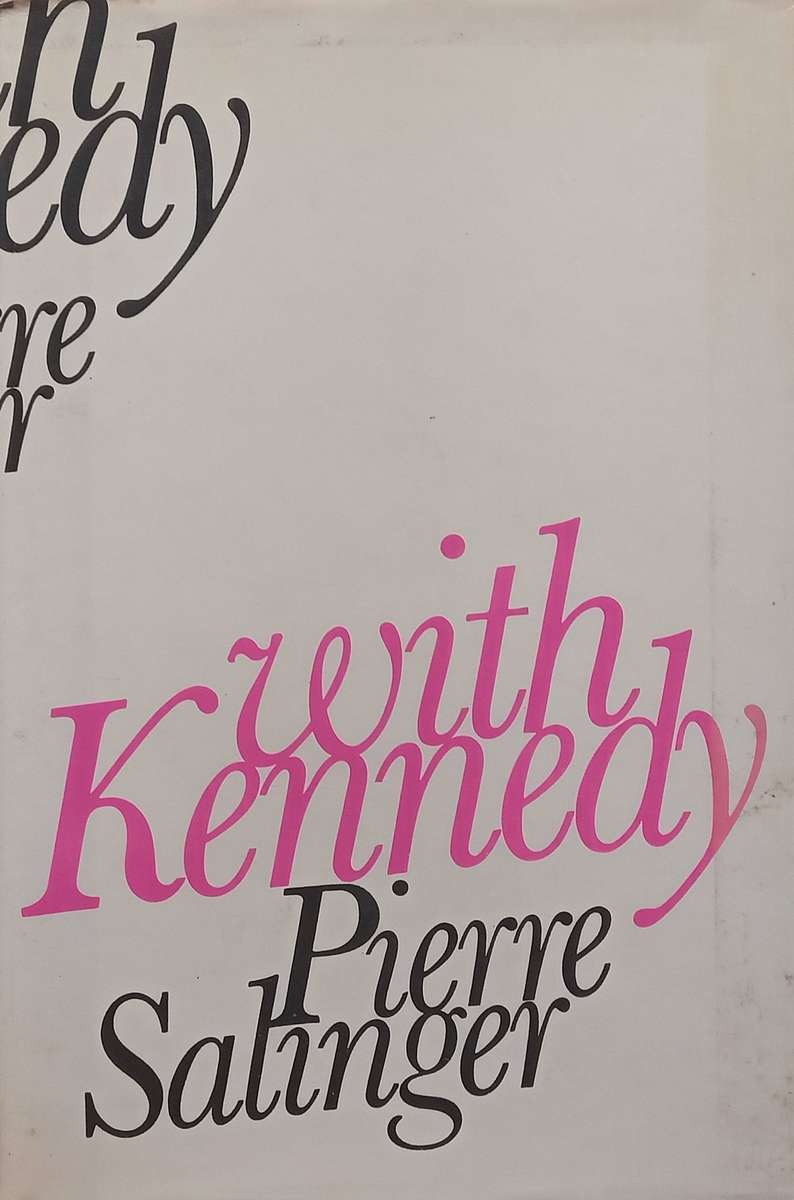 with
Kennedy
Pierre
Salinger